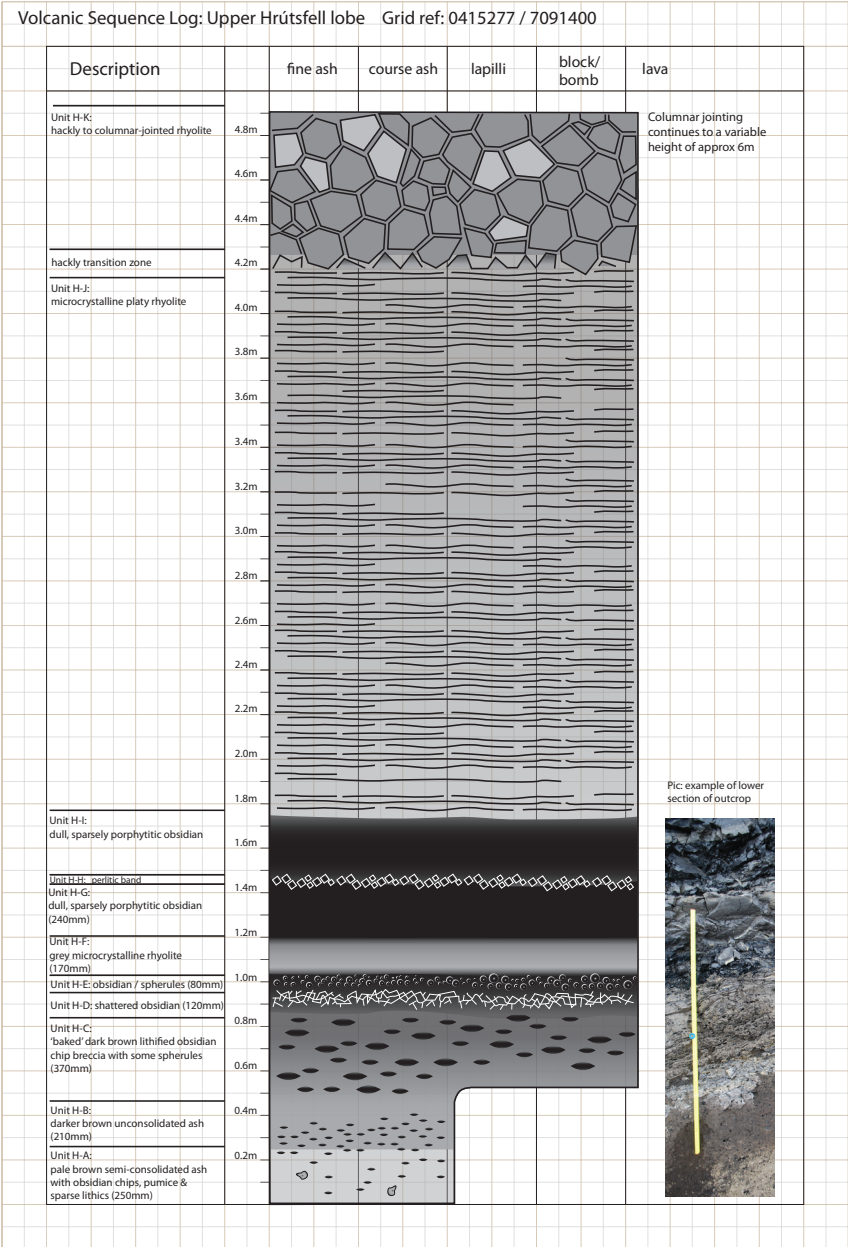 Volcanic Sequence Log: Upper Hrútsfell lobe Grid ref: 0415277 / 7091400
Description
fine ash
course ash
lapilli
block/
bomb
lava
Unit H-K:
hackly to columnar-jointed rhyolite
hackly transition zone
Unit H-J:
microcrystalline platy rhyolite
Unit H-I:
dull, sparsely porphytitic obsidian
Unit H-H: perlitic band
Unit H-G:
dull, sparsely porphytitic obsidian
(240mm)
Unit H-F:
grey microcrystalline rhyolite
(170mm)
Unit H-E: obsidian / spherules (80mm)
Unit H-D: shattered obsidian (120mm)
Unit H-C:
'baked' dark brown lithified obsidian
chip breccia with some spherules
(370mm)
Unit H-B:
darker brown unconsolidated ash
(210mm)
Unit H-A:
pale brown semi-consolidated ash
with obsidian chips, pumice &
sparse lithics (250mm)
4.8m
4.6m
4.4m
4.2m
4.0m
3.8m
3.6m
3.4m
3.2m
3.0m
2.8m
2.6m
2.4m
2.2m
2.0m
1.8m
1.6m
1.4m
1.2m
1.0m
0.8m
0.6m
0.4m
0.2m
Columnar jointing
continues to a variable
height of approx 6m
Pic: example of lower
section of outcrop